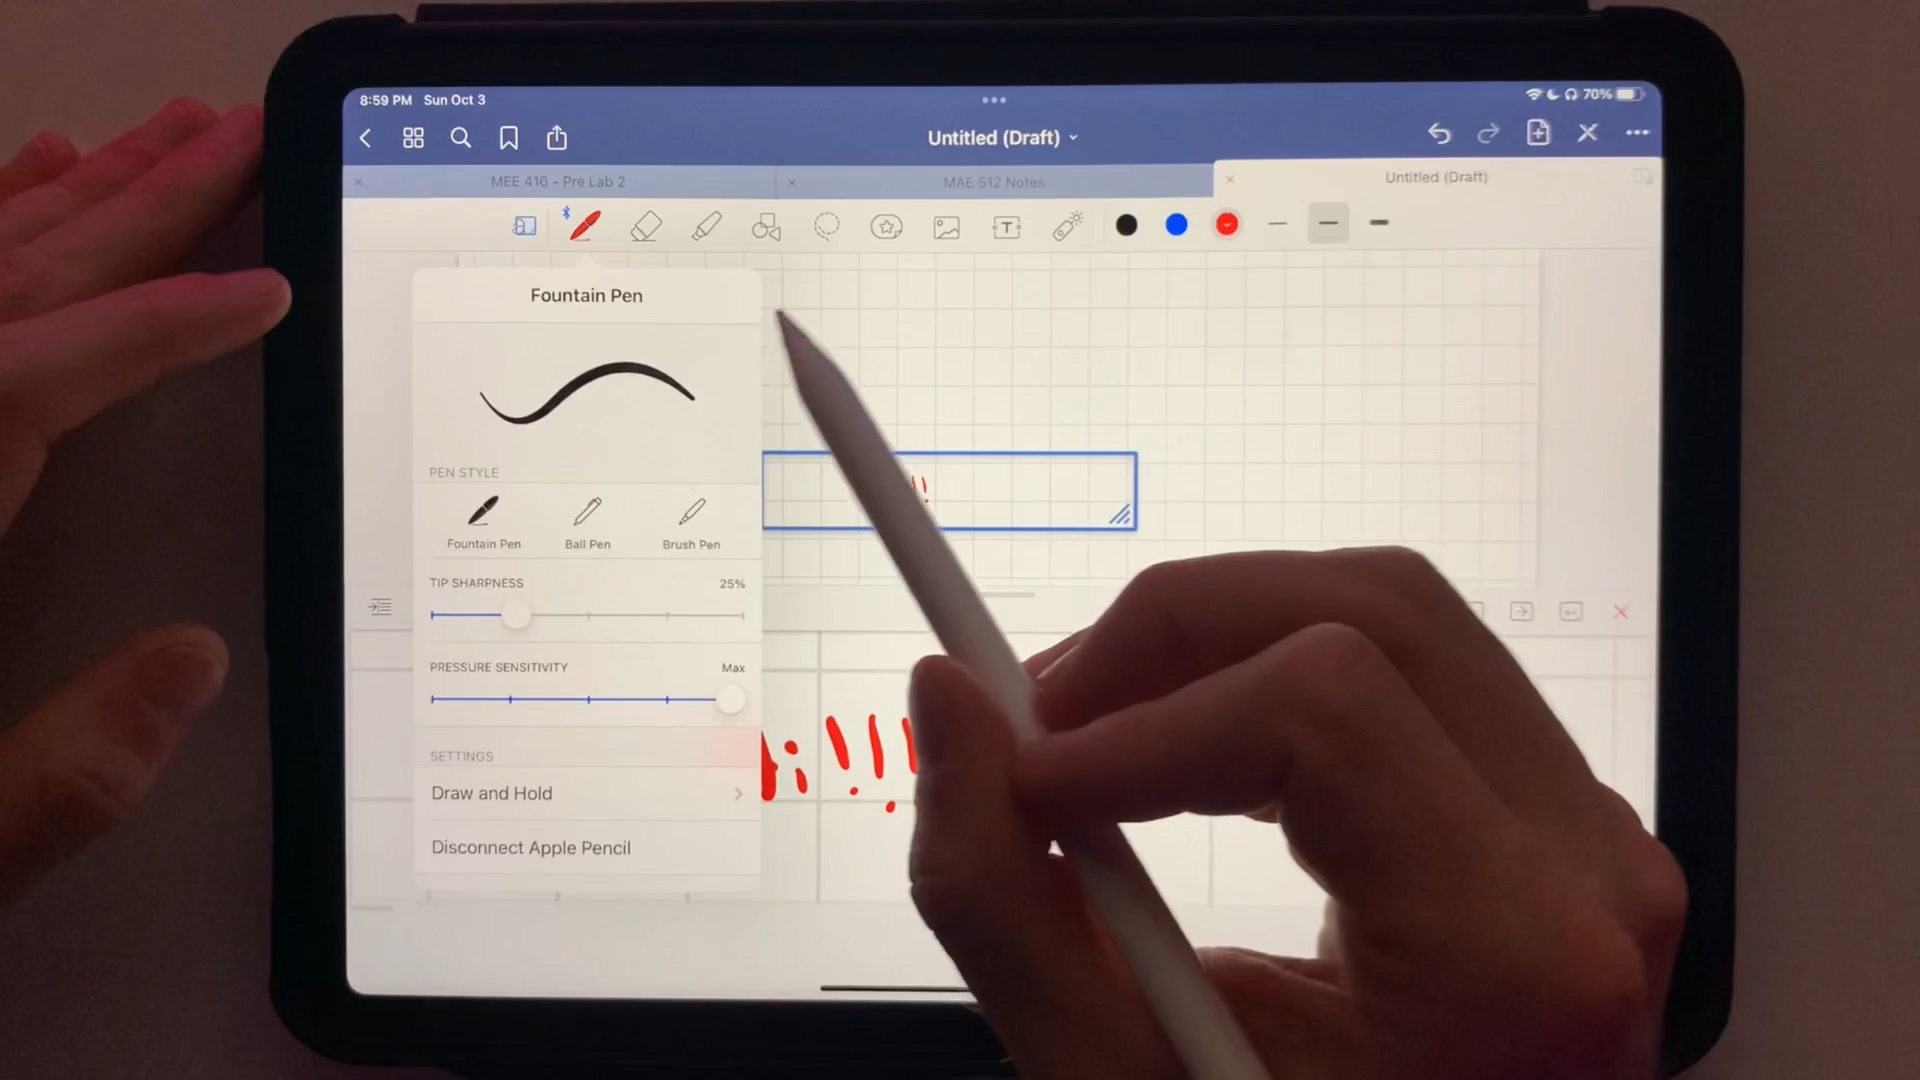 8:59 PM Sun Oct 3
70%
Untitled (Draft)
MEE 416 - Pre Lab 2
MAE 512 Notes
Untitled (Draft)
T
Fountain Pen
PEN STYLE
Fountain Pen
Ball Pen
Brush Pen
TIP SHARPNESS
25%
PRESSURE SENSITIVITY
Max
SETTINGS
Draw and Hold
Disconnect Apple Pencil
i!!!